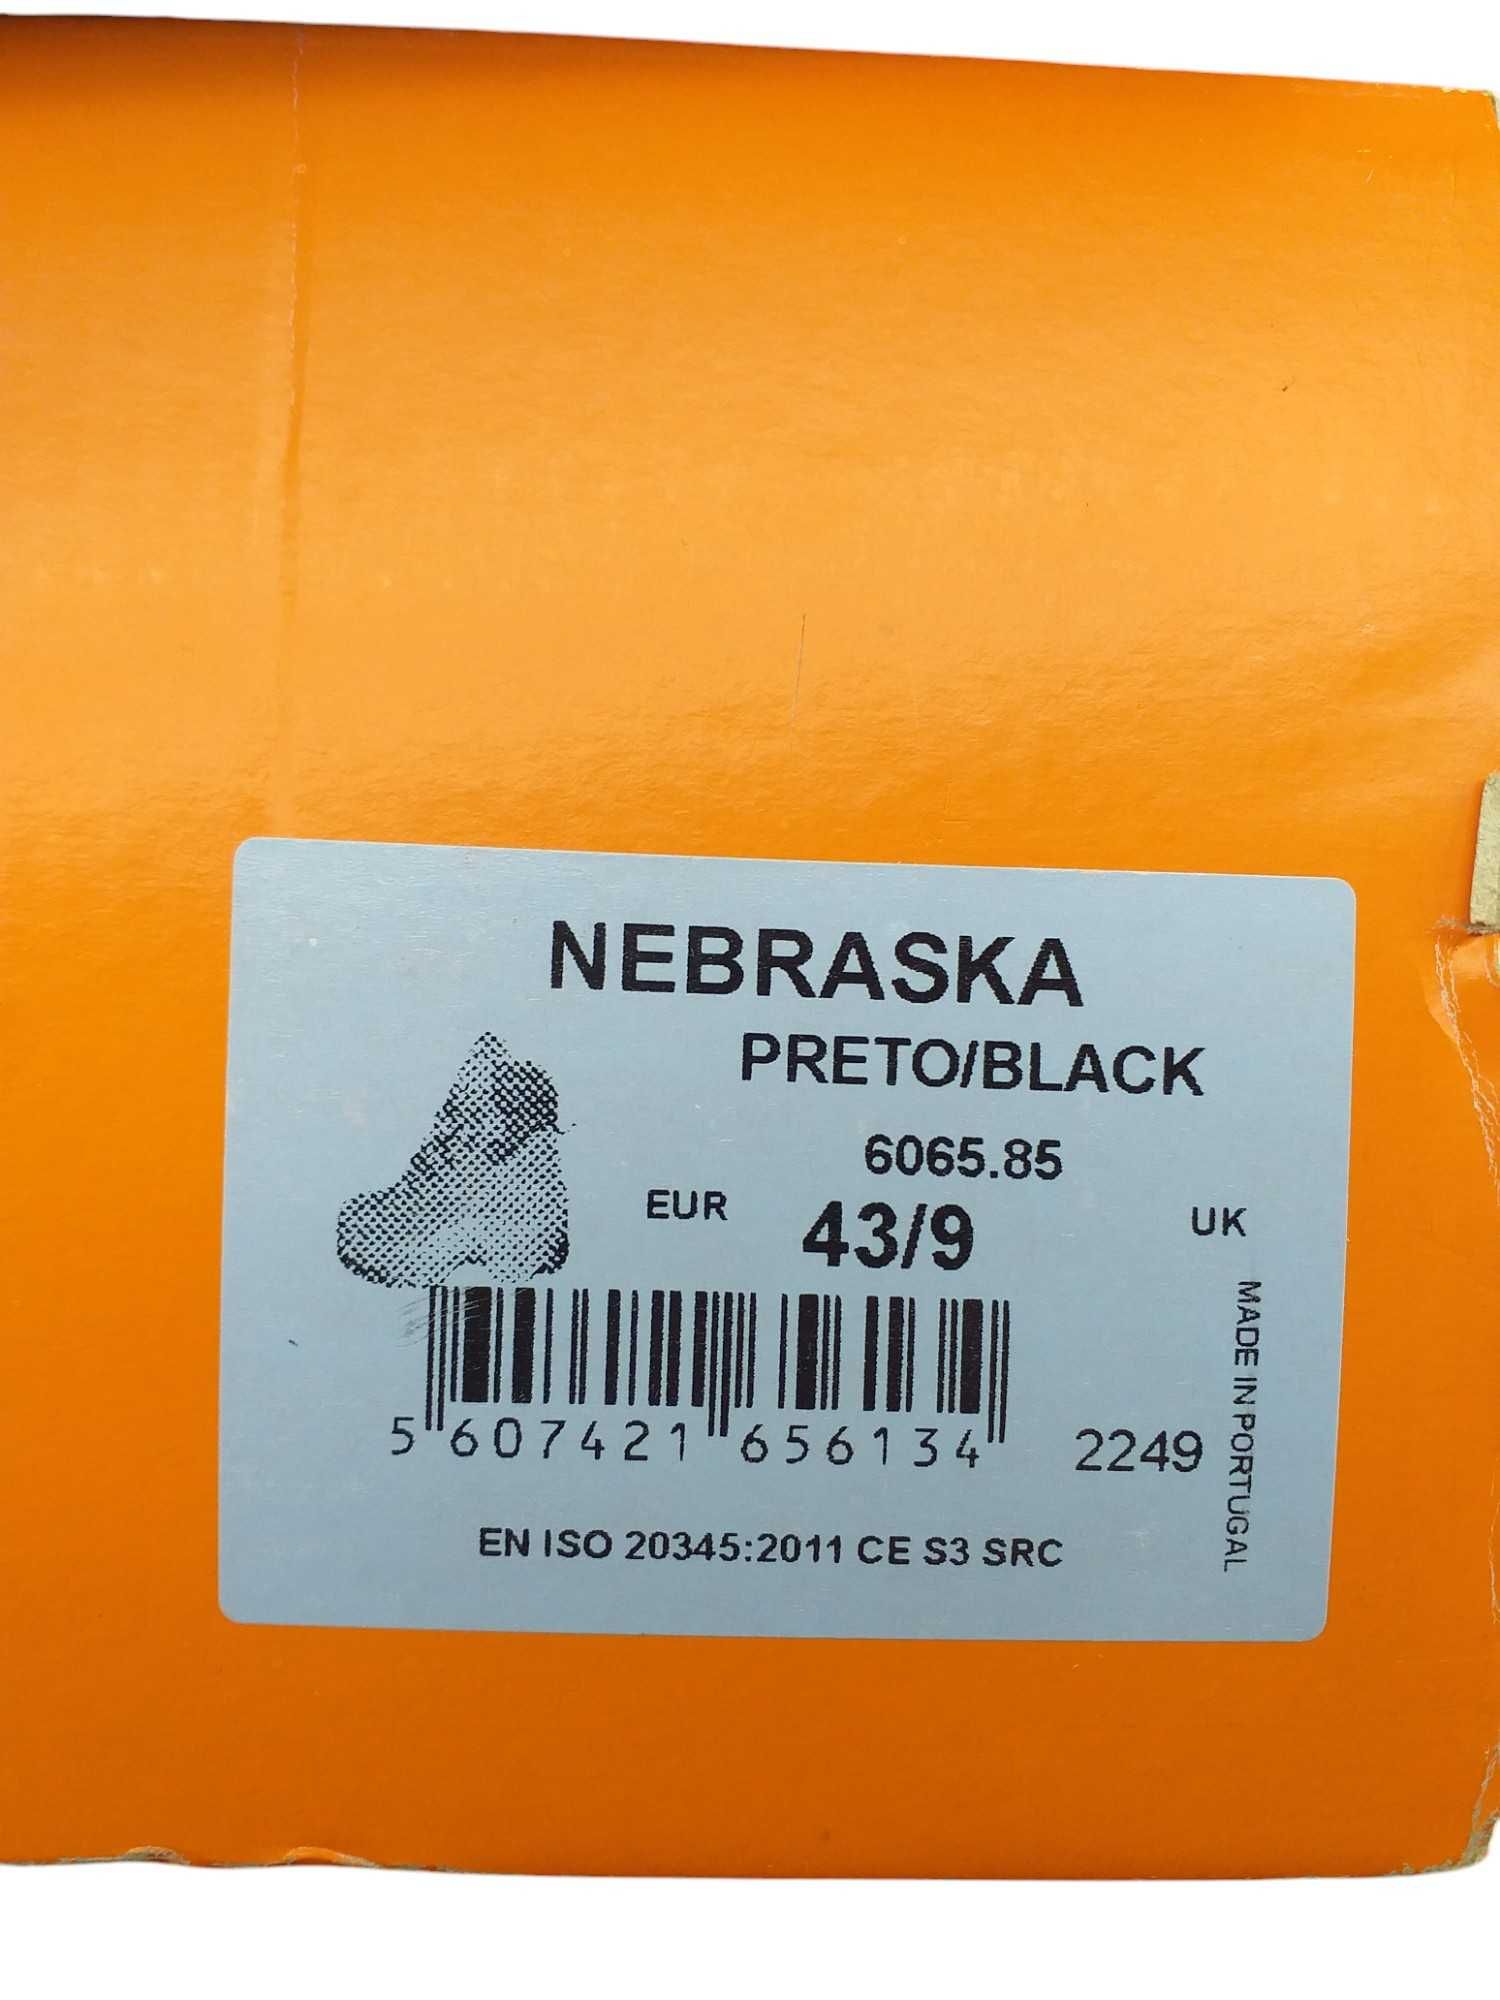 NEBRASKA
PRETO/BLACK
6065.85
EUR 43/9 UK
MADE IN PORTUGAL
5 607421 656134 2249
EN ISO 20345:2011 CE S3 SRC